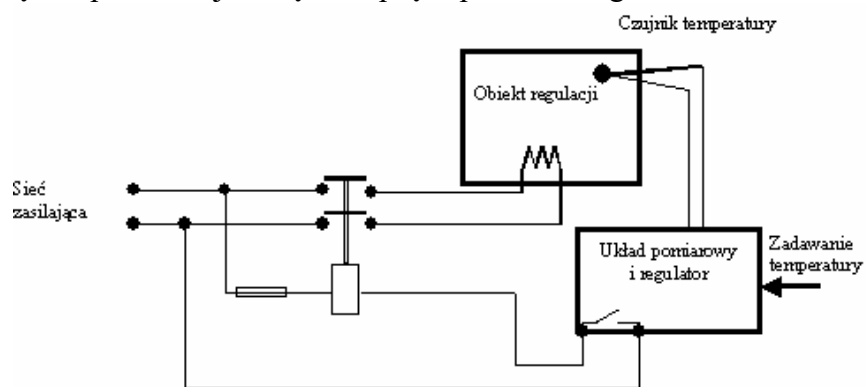 Czujnik temperatury
Obiekt regulacji
Sieć
zasilająca
Układ pomiarowy
i regulator
Zadawanie
temperatury